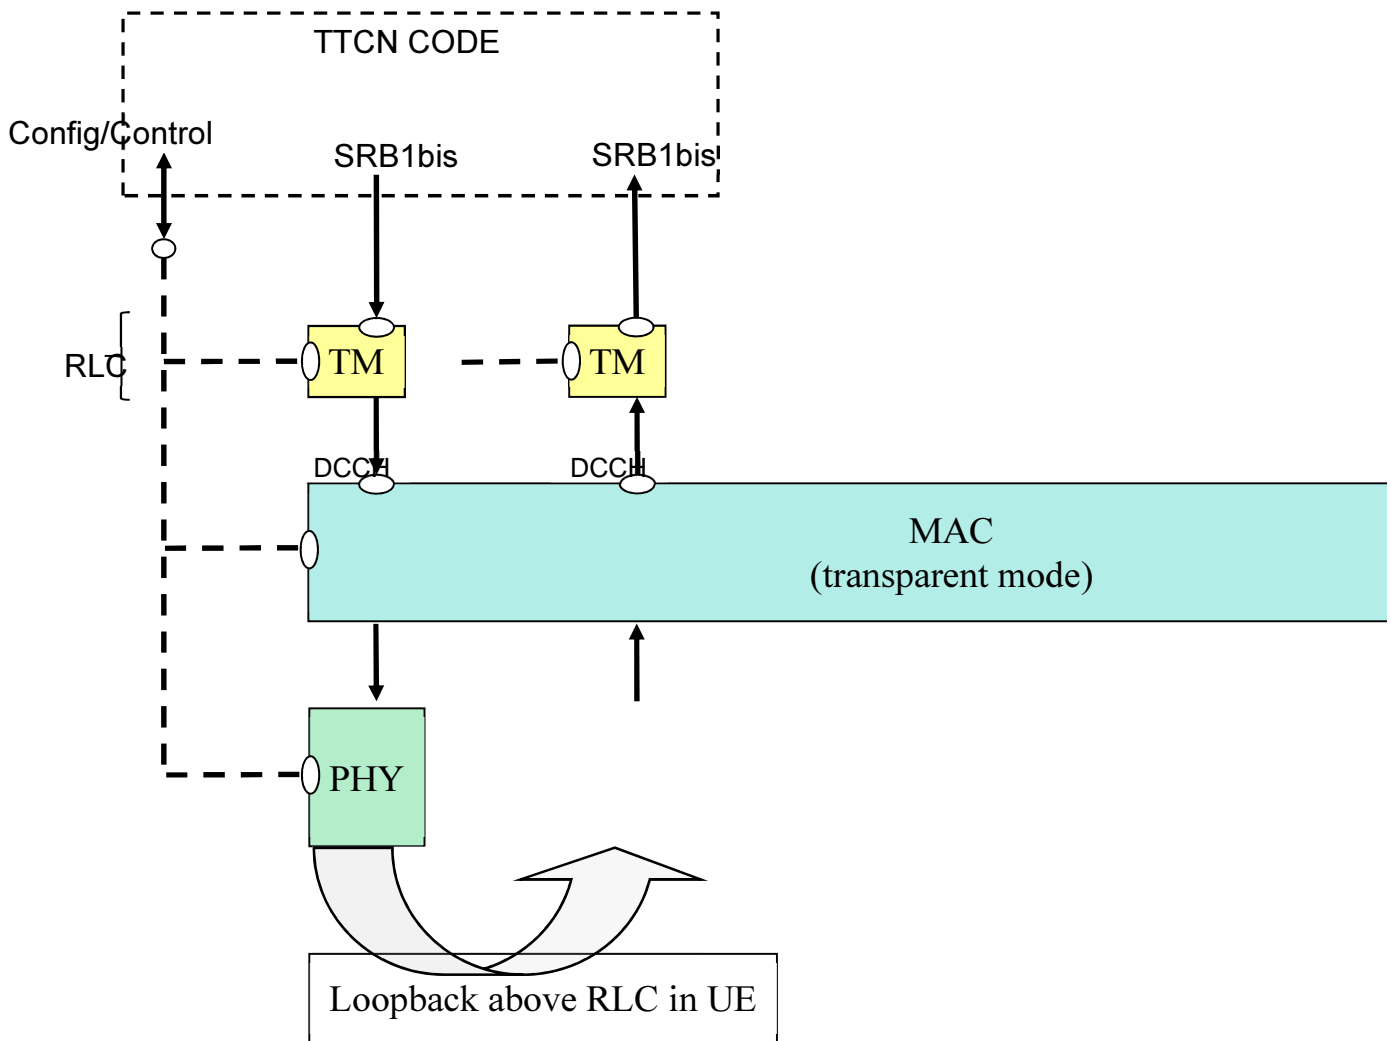 TTCN CODE
Config/Control
SRB1bis
SRB1bis
RLC
TM
TM
DCCH
DCCH
MAC
(transparent mode)
PHY
Loopback above RLC in UE